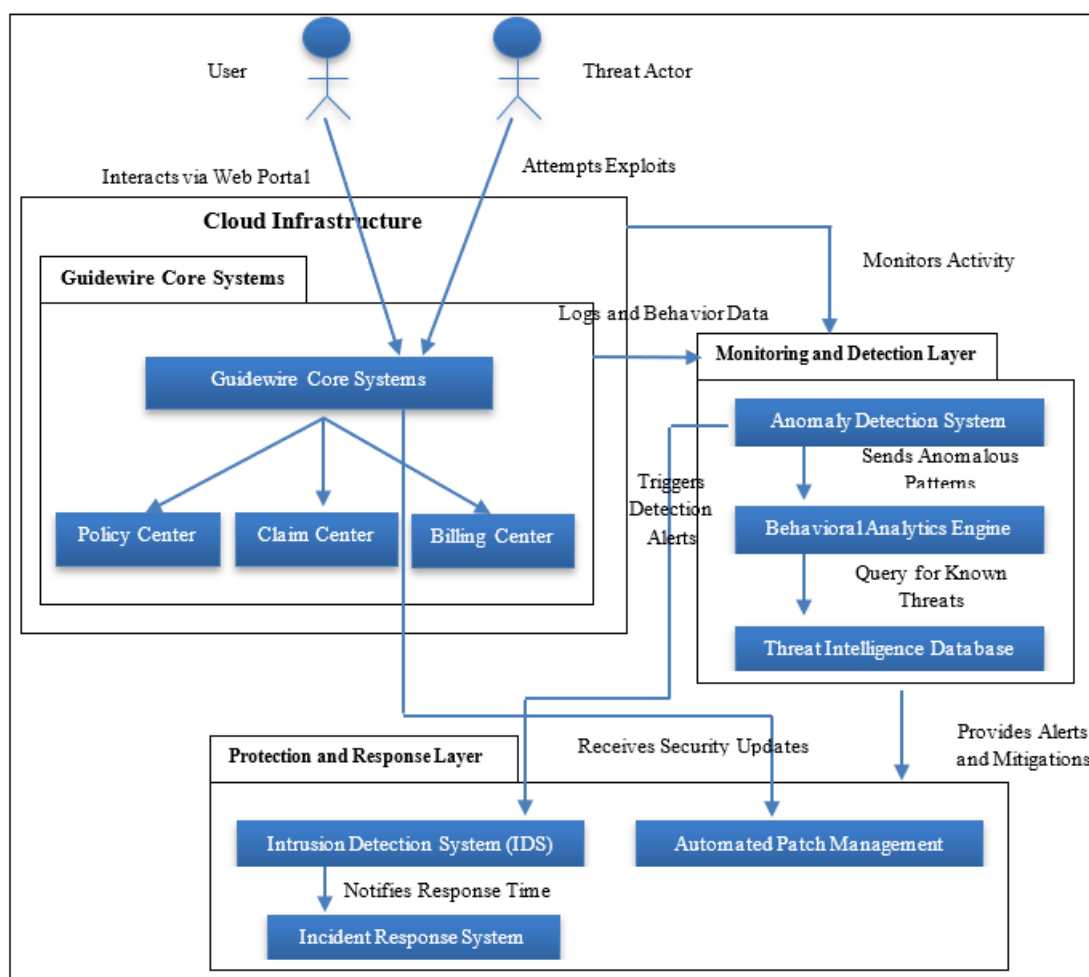 User
Threat Actor
Interacts via Web Portal
Attempts Exploits
Cloud Infrastructure
Monitors Activity
Guidewire Core Systems
Logs and Behavior Data
Guidewire Core Systems
Monitoring and Detection Layer
Anomaly Detection System
Sends Anomalous
Patterns
Triggers
Detection
Alerts
Policy Center
Claim Center
Billing Center
Behavioral Analytics Engine
Query for Known
Threats
Threat Intelligence Database
Provides Alerts
and Mitigations
Receives Security Updates
Protection and Response Layer
Intrusion Detection System (IDS)
Automated Patch Management
Notifies Response Time
Incident Response System